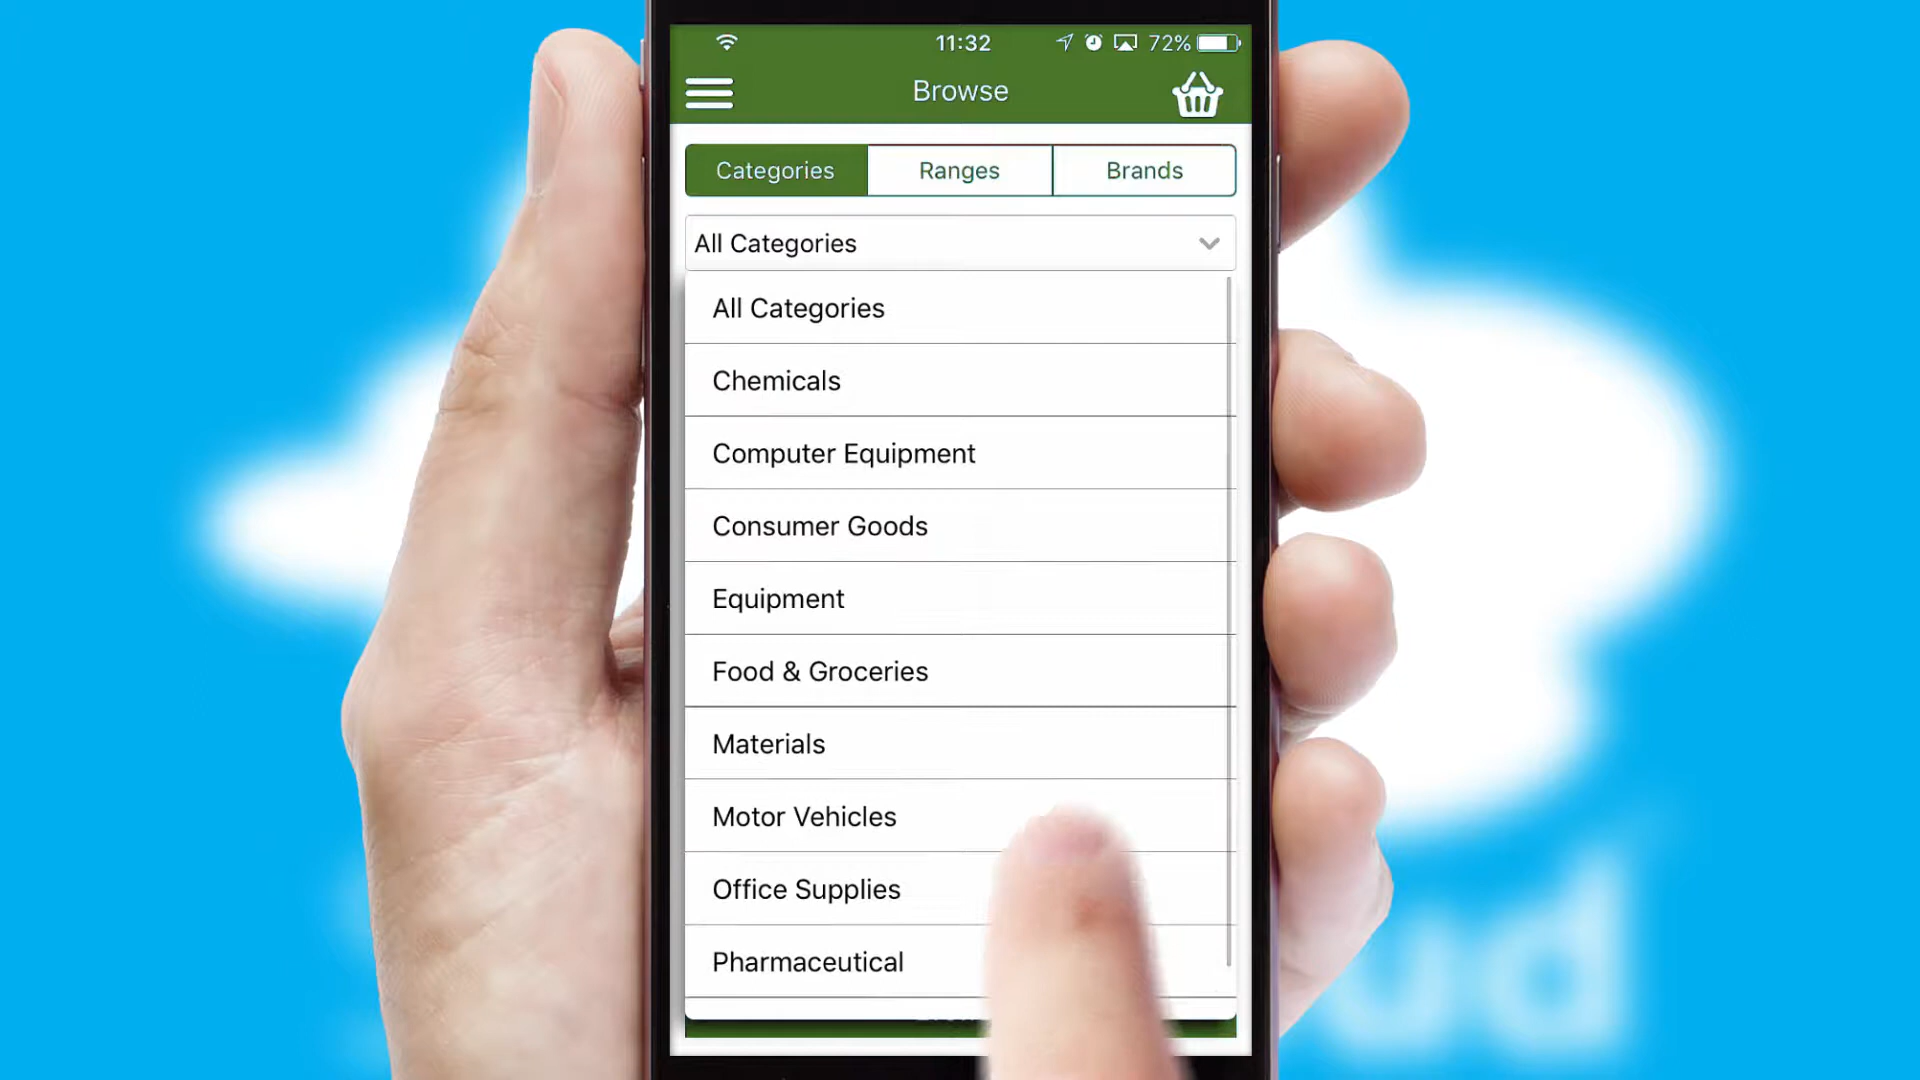 11:32
72%
Browse
Categories Ranges Brands
All Categories
All Categories
Chemicals
Computer Equipment
Consumer Goods
Equipment
Food & Groceries
Materials
Motor Vehicles
Office Supplies
Pharmaceutical
ud